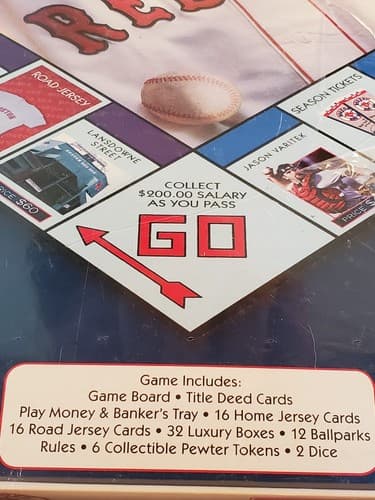 RED
ROAD JERSEY
LANSDOWNE
STREET
PRICE $60
SEASON TICKETS
JASON VARITEK
PRICE $
COLLECT
$200.00 SALARY
AS YOU PASS
GO
Game Includes:
Game Board • Title Deed Cards
Play Money & Banker's Tray • 16 Home Jersey Cards
16 Road Jersey Cards • 32 Luxury Boxes • 12 Ballparks
Rules • 6 Collectible Pewter Tokens • 2 Dice